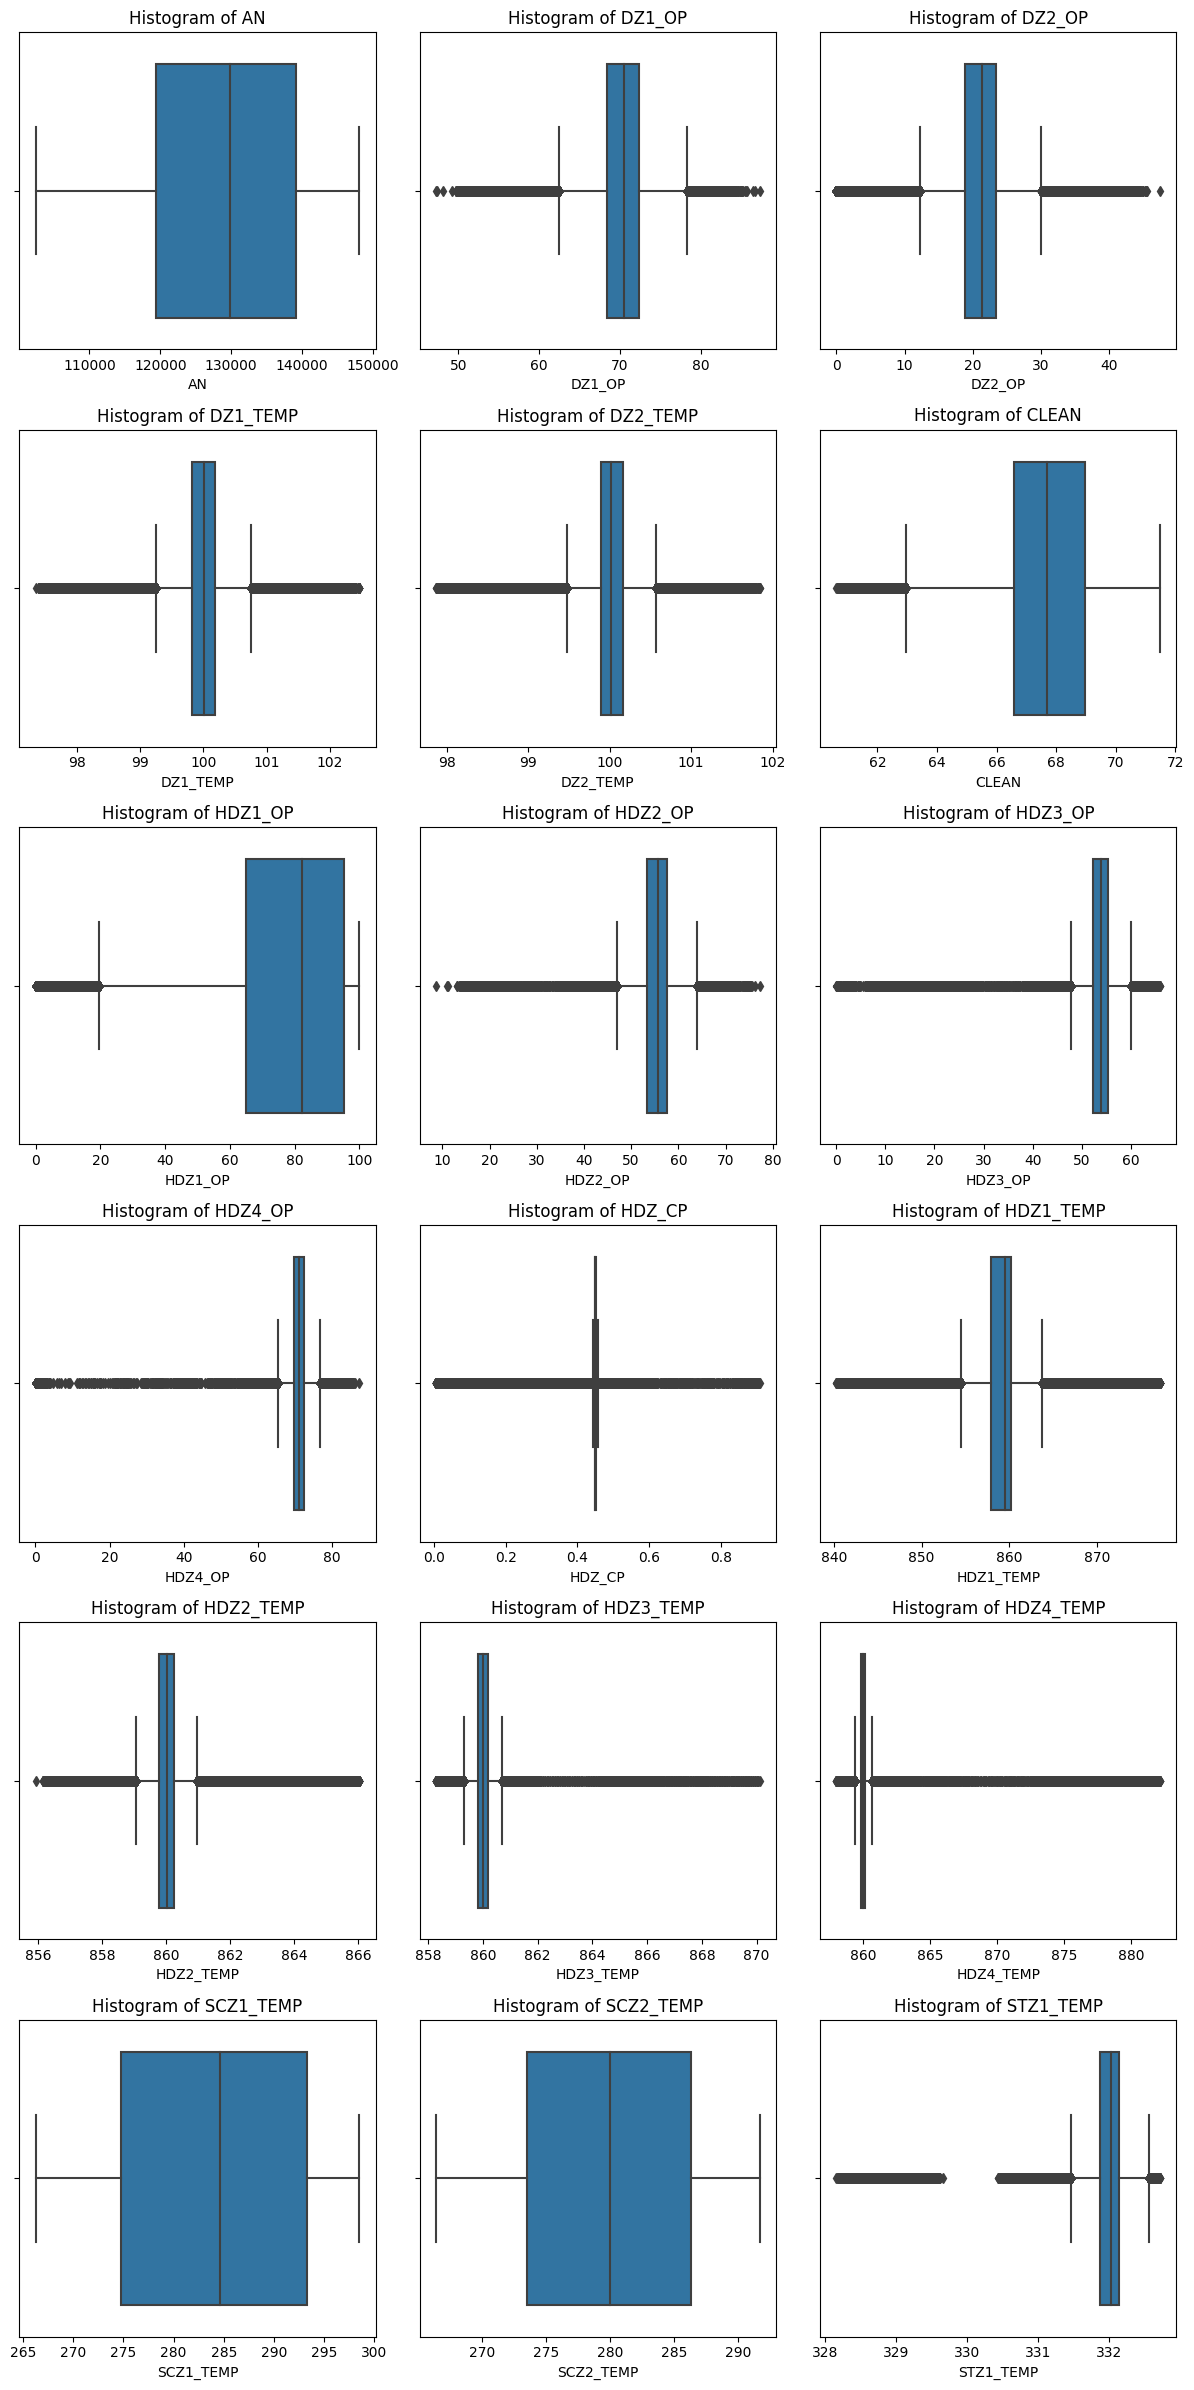 Histogram of AN Histogram of DZ1_OP Histogram of DZ2_OP
110000 120000 130000 140000 150000 50 60 70 80 0 10 20 30 40
AN DZ1_OP DZ2_OP
Histogram of DZ1_TEMP Histogram of DZ2_TEMP Histogram of CLEAN
98 99 100 101 102 98 99 100 101 102 62 64 66 68 70 72
DZ1_TEMP DZ2_TEMP CLEAN
Histogram of HDZ1_OP Histogram of HDZ2_OP Histogram of HDZ3_OP
0 20 40 60 80 100 10 20 30 40 50 60 70 80 0 10 20 30 40 50 60
HDZ1_OP HDZ2_OP HDZ3_OP
Histogram of HDZ4_OP Histogram of HDZ_CP Histogram of HDZ1_TEMP
0 20 40 60 80 0.0 0.2 0.4 0.6 0.8 840 850 860 870
HDZ4_OP HDZ_CP HDZ1_TEMP
Histogram of HDZ2_TEMP Histogram of HDZ3_TEMP Histogram of HDZ4_TEMP
856 858 860 862 864 866 858 860 862 864 866 868 870 860 865 870 875 880
HDZ2_TEMP HDZ3_TEMP HDZ4_TEMP
Histogram of SCZ1_TEMP Histogram of SCZ2_TEMP Histogram of STZ1_TEMP
265 270 275 280 285 290 295 300 270 275 280 285 290 328 329 330 331 332
SCZ1_TEMP SCZ2_TEMP STZ1_TEMP